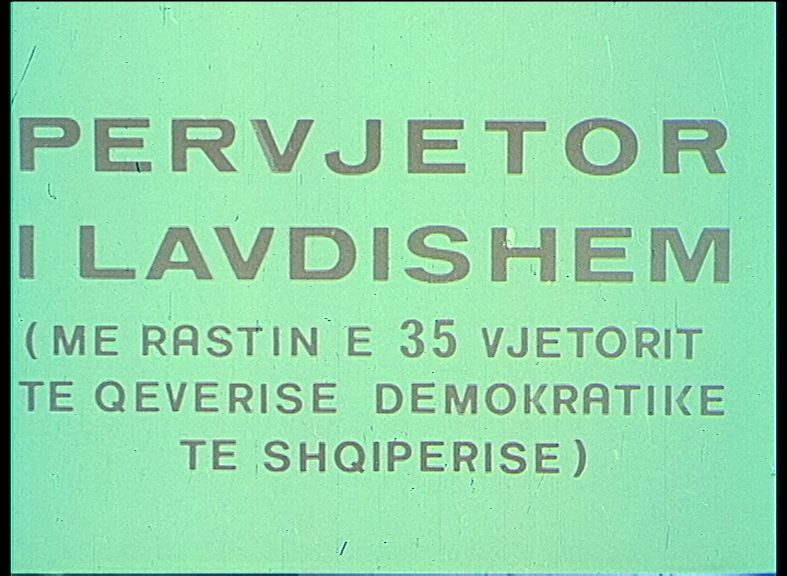 PERVJETOR
I LAVDISHEM
(ME RASTIN E 35 VJETORIT
TE QEVERISE DEMOKRATIKE
TE SHQIPERISE)